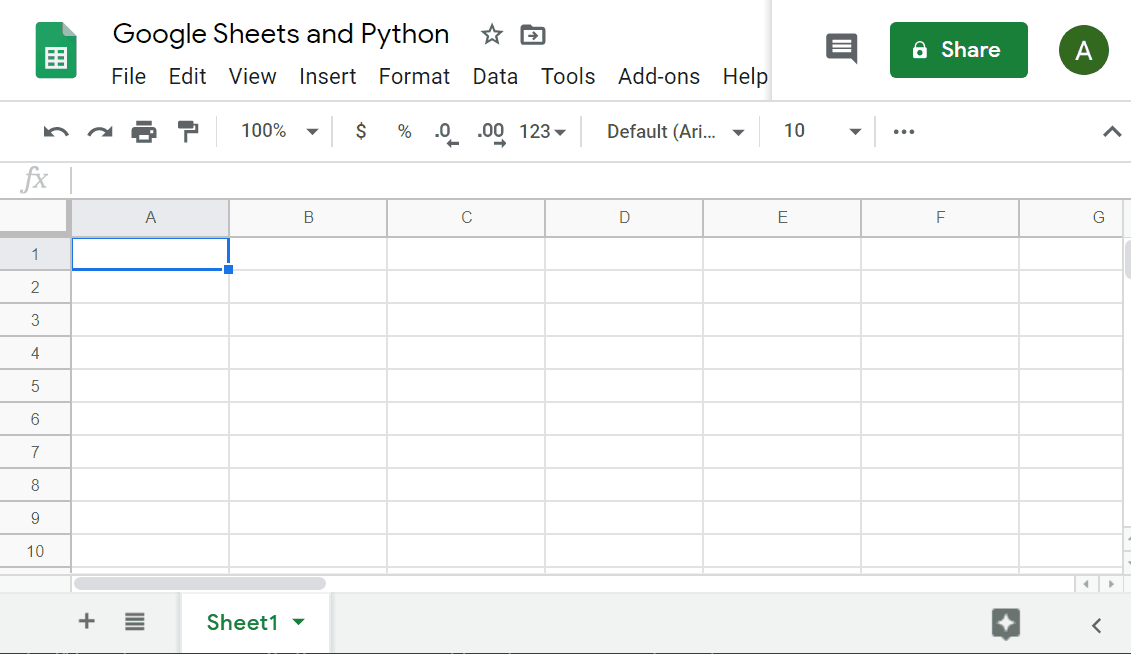 Google Sheets and Python
File Edit View Insert Format Data Tools Add-ons Help
Share
A
100% $ % .0 .00 123 Default (Ari... 10
fx
A B C D E F G
1
2
3
4
5
6
7
8
9
10
Sheet1